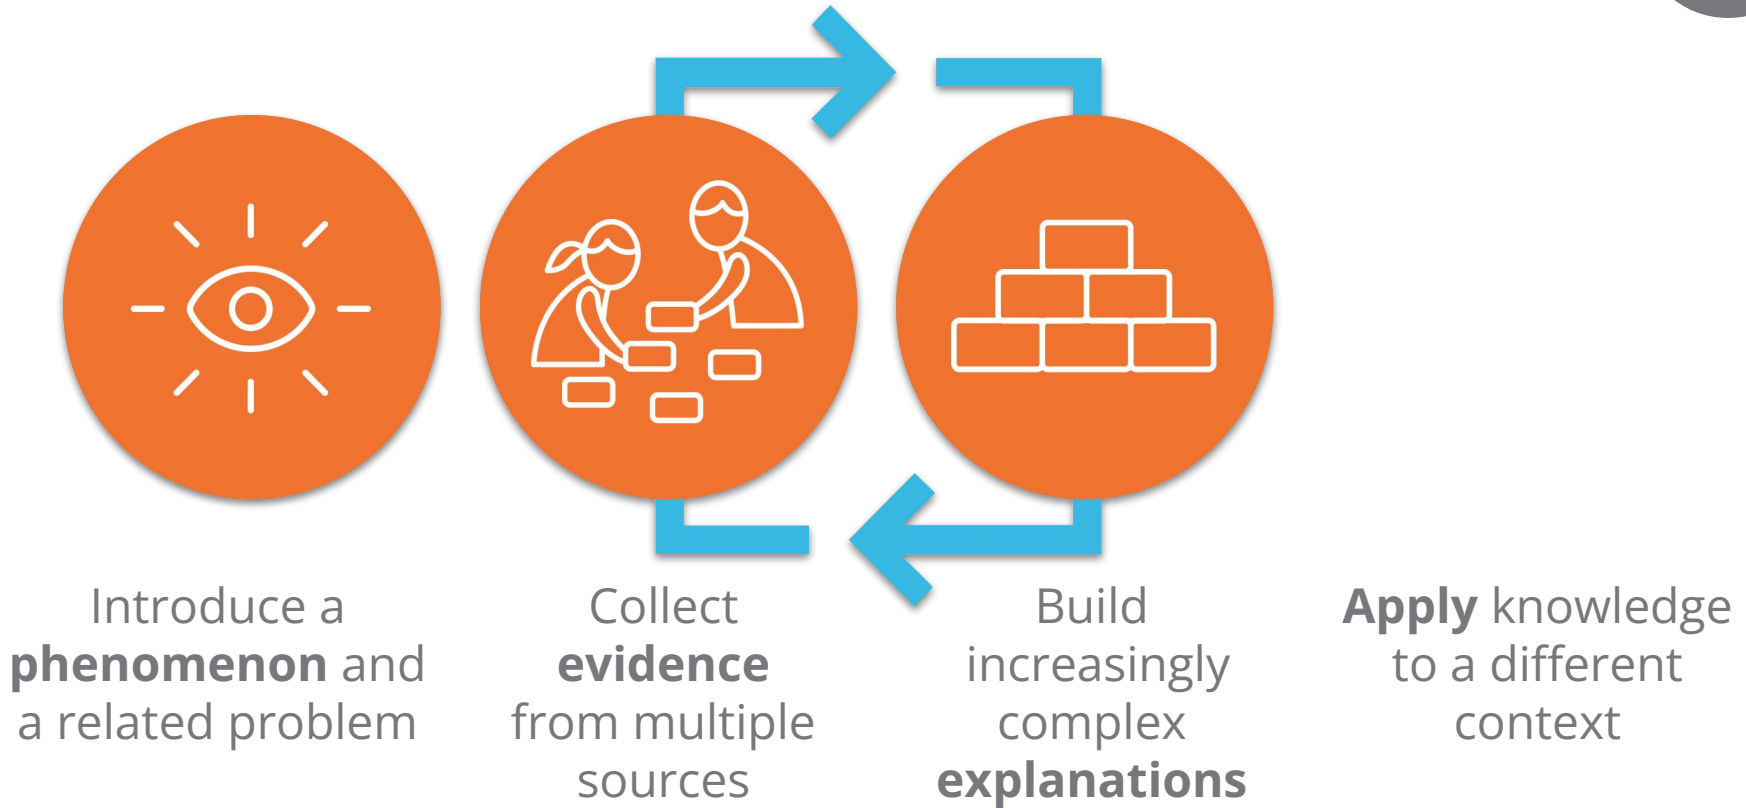 Introduce a
phenomenon and
a related problem
Collect
evidence
from multiple
sources
Build
increasingly
complex
explanations
Apply knowledge
to a different
context